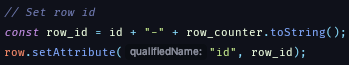 // Set row id
const row_id = id + "-" + row_counter.toString();
row.setAttribute( qualifiedName: "id", row_id);